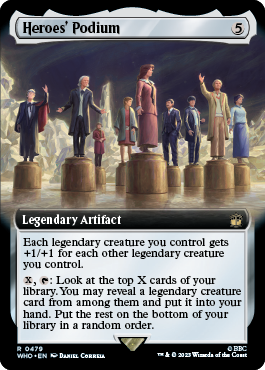 Heroes' Podium 5
Legendary Artifact
Each legendary creature you control gets
+1/+1 for each other legendary creature
you control.
X, T: Look at the top X cards of your
library. You may reveal a legendary creature
card from among them and put it into your
hand. Put the rest on the bottom of your
library in a random order.
R 0479
WHO • EN DANIEL CORREIA
© BBC
™ & © 2023 Wizards of the Coast